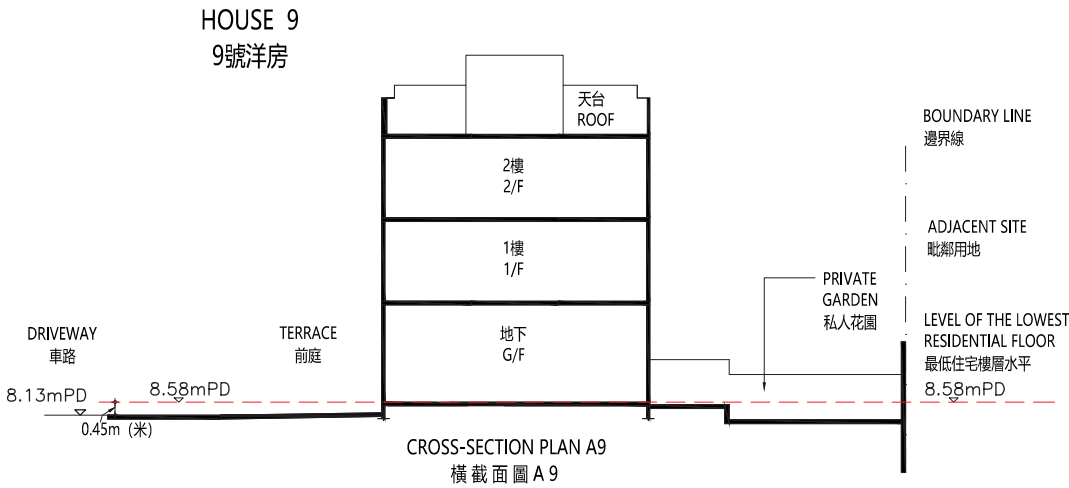 HOUSE 9
9號洋房
天台
ROOF
BOUNDARY LINE
邊界線
2樓
2/F
ADJACENT SITE
毗鄰用地
1樓
1/F
PRIVATE
GARDEN
私人花園
DRIVEWAY
車路
TERRACE
前庭
地下
G/F
LEVEL OF THE LOWEST
RESIDENTIAL FLOOR
最低住宅樓層水平
8.13mPD
8.58mPD
8.58mPD
0.45m (米)
CROSS-SECTION PLAN A9
橫截面圖A9